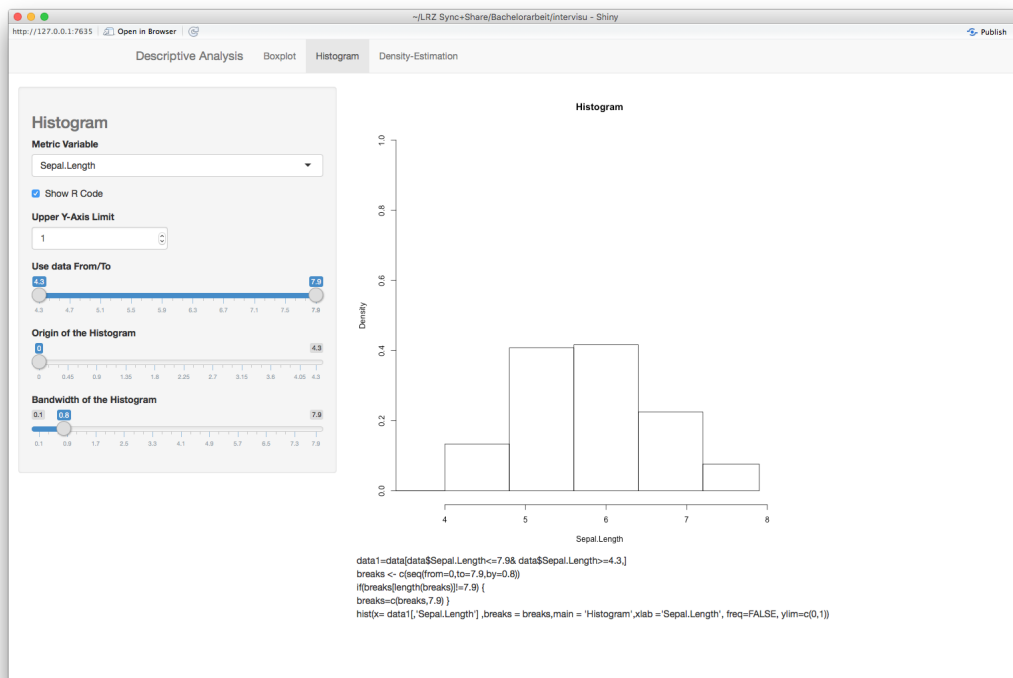 ~/LRZ Sync+Share/Bachelorarbeit/intervisu - Shiny
http://127.0.0.1:7635 Open in Browser Publish
Descriptive Analysis Boxplot Histogram Density-Estimation
Histogram
Metric Variable
Sepal.Length
Show R Code
Upper Y-Axis Limit
1
Use data From/To
4.3 7.9
4.3 4.7 5.1 5.5 5.9 6.3 6.7 7.1 7.5 7.9
Origin of the Histogram
0 4.3
0 0.45 0.9 1.35 1.8 2.25 2.7 3.15 3.6 4.05 4.3
Bandwidth of the Histogram
0.1 0.8 7.9
0.1 0.9 1.7 2.5 3.3 4.1 4.9 5.7 6.5 7.3 7.9
Histogram
1.0
0.8
0.6
0.4
0.2
0.0
Density
4 5 6 7 8
Sepal.Length
data1=data[data$Sepal.Length<=7.9& data$Sepal.Length>=4.3,]
breaks <- c(seq(from=0,to=7.9,by=0.8))
if(breaks[length(breaks)]!=7.9) {
breaks=c(breaks,7.9) }
hist(x= data1[,'Sepal.Length'] ,breaks = breaks,main = 'Histogram',xlab ='Sepal.Length', freq=FALSE, ylim=c(0,1))